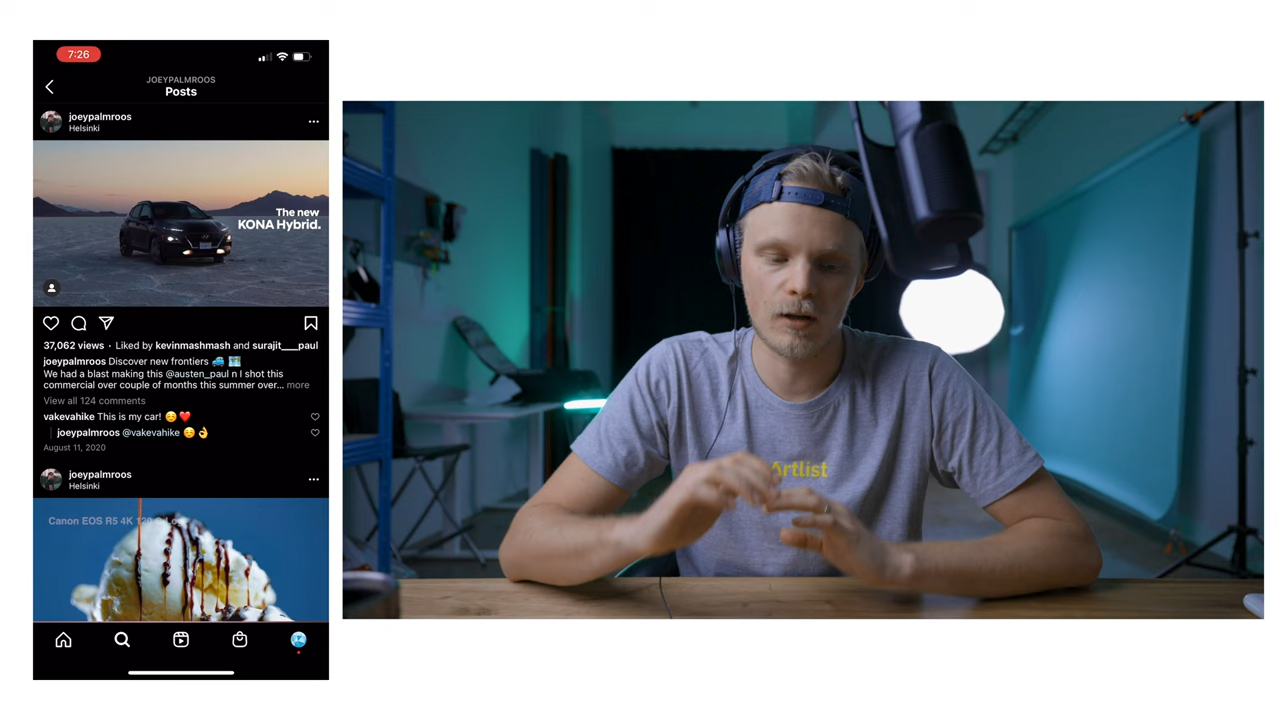 7:26
JOEYPALMROOS
Posts
joeypalmroos
Helsinki
The new
KONA Hybrid.
37,062 views · Liked by kevinmashmash and surajit___paul
joeypalmroos Discover new frontiers 🚙 🗺️
We had a blast making this @austen_paul n I shot this
commercial over couple of months this summer over... more
View all 124 comments
vakevahike This is my car! ☺️❤️
joeypalmroos @vakevahike ☺️👌
August 11, 2020
joeypalmroos
Helsinki
Canon EOS R5 4K 120 C-Log
Artlist